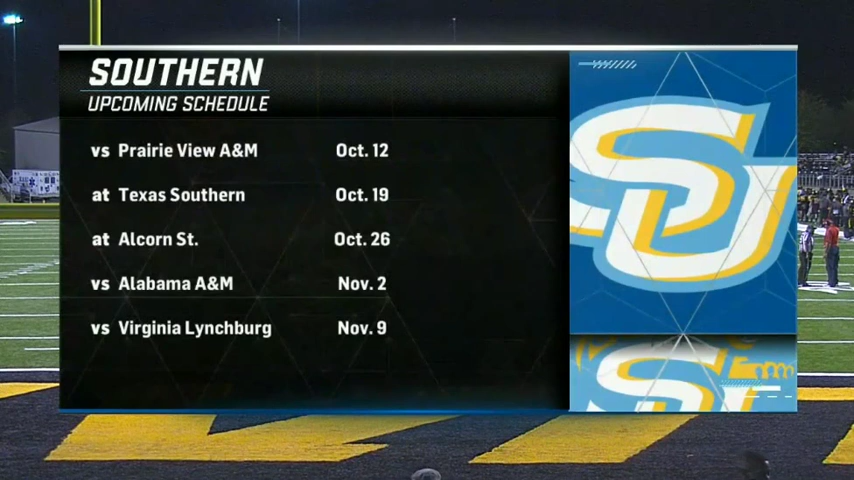 SOUTHERN
UPCOMING SCHEDULE
vs Prairie View A&M Oct. 12
at Texas Southern Oct. 19
at Alcorn St. Oct. 26
vs Alabama A&M Nov. 2
vs Virginia Lynchburg Nov. 9
SU
SU